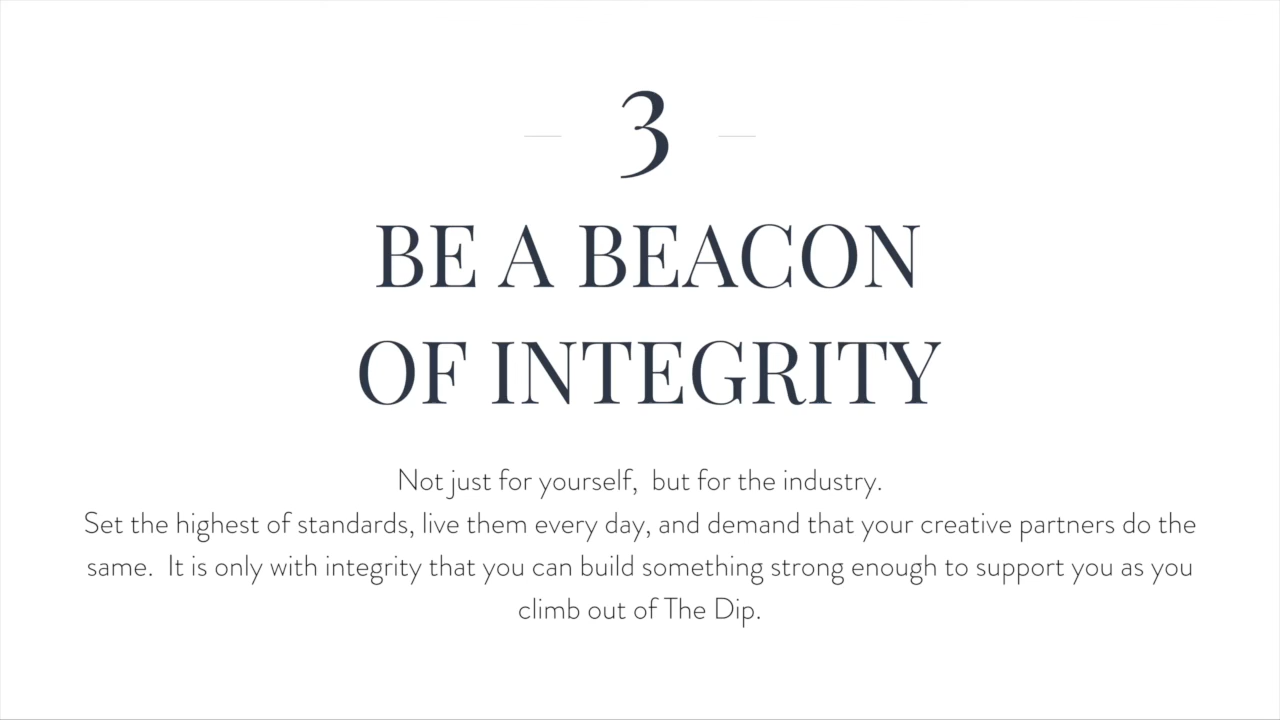 3
BE A BEACON
OF INTEGRITY
Not just for yourself,  but for the industry.
Set the highest of standards, live them every day, and demand that your creative partners do the
same.  It is only with integrity that you can build something strong enough to support you as you
climb out of The Dip.